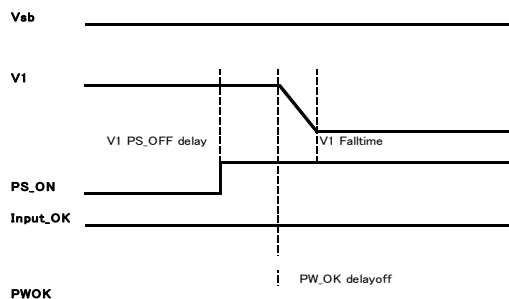 Vsb
V1
V1 PS_OFF delay
V1 Falltime
PS_ON
Input_OK
PW_OK delayoff
PWOK